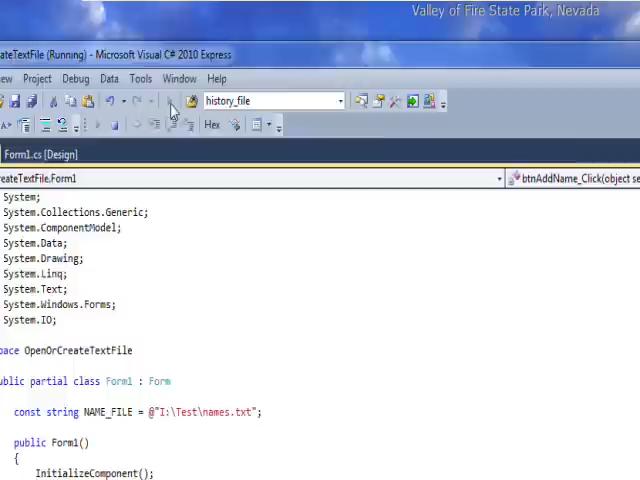 Valley of Fire State Park, Nevada
ateTextFile (Running) - Microsoft Visual C# 2010 Express
ew Project Debug Data Tools Window Help
history_file
A Hex
Form1.cs [Design]
reateTextFile.Form1 btnAddName_Click(object se
System;
System.Collections.Generic;
System.ComponentModel;
System.Data;
System.Drawing;
System.Linq;
System.Text;
System.Windows.Forms;
System.IO;
pace OpenOrCreateTextFile
ublic partial class Form1 : Form
const string NAME_FILE = @"I:\Test\names.txt";
public Form1()
{
InitializeComponent();